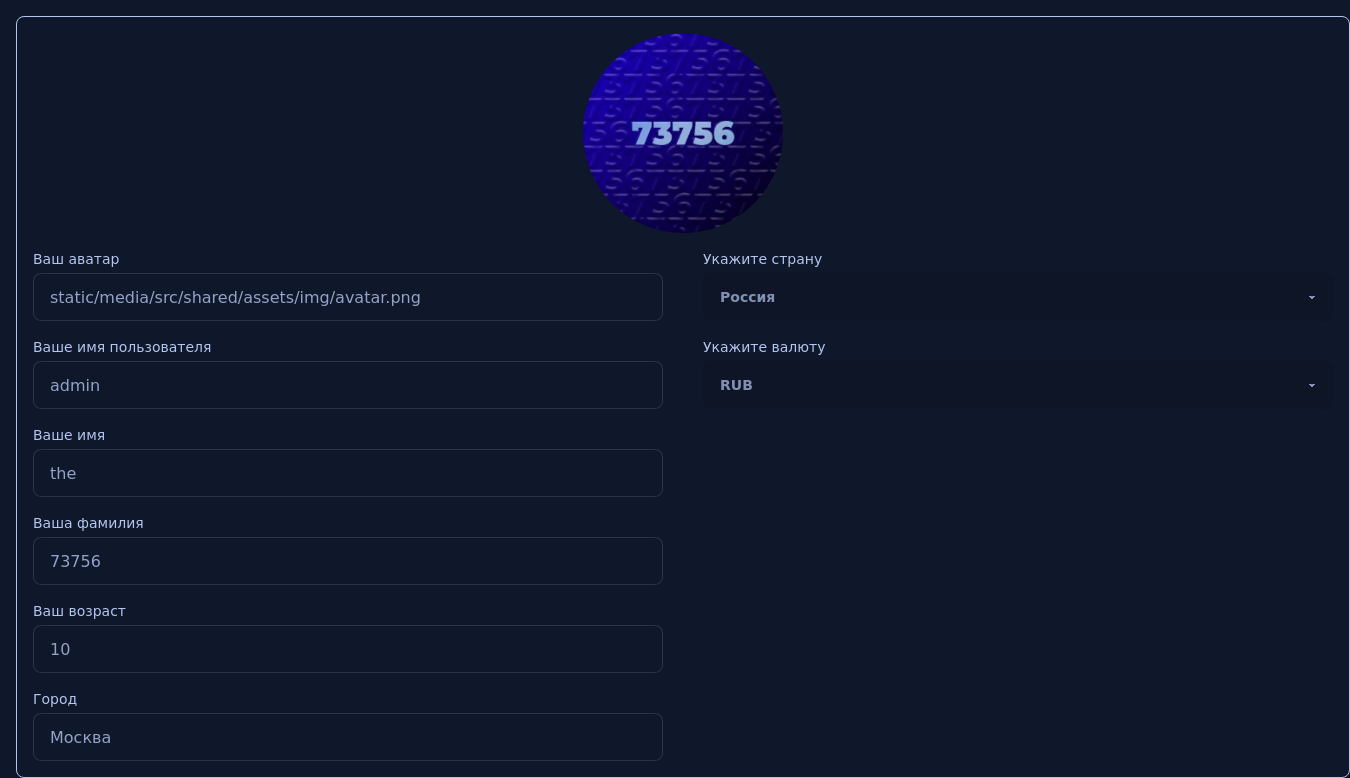 73756
Ваш аватар
static/media/src/shared/assets/img/avatar.png
Ваше имя пользователя
admin
Ваше имя
the
Ваша фамилия
73756
Ваш возраст
10
Город
Москва
Укажите страну
Россия
Укажите валюту
RUB